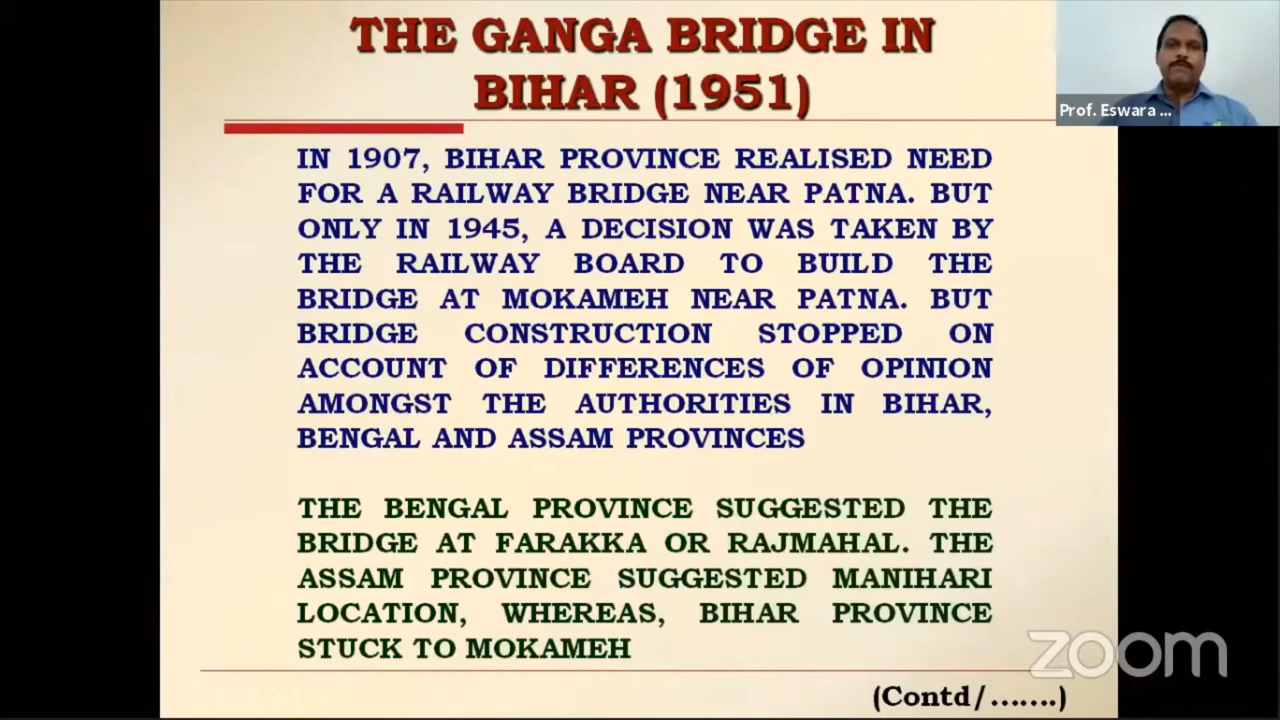 THE GANGA BRIDGE IN
BIHAR (1951)
Prof. Eswara ...
IN 1907, BIHAR PROVINCE REALISED NEED
FOR A RAILWAY BRIDGE NEAR PATNA. BUT
ONLY IN 1945, A DECISION WAS TAKEN BY
THE RAILWAY BOARD TO BUILD THE
BRIDGE AT MOKAMEH NEAR PATNA. BUT
BRIDGE CONSTRUCTION STOPPED ON
ACCOUNT OF DIFFERENCES OF OPINION
AMONGST THE AUTHORITIES IN BIHAR,
BENGAL AND ASSAM PROVINCES
THE BENGAL PROVINCE SUGGESTED THE
BRIDGE AT FARAKKA OR RAJMAHAL. THE
ASSAM PROVINCE SUGGESTED MANIHARI
LOCATION, WHEREAS, BIHAR PROVINCE
STUCK TO MOKAMEH
zoom
(Contd/.......)